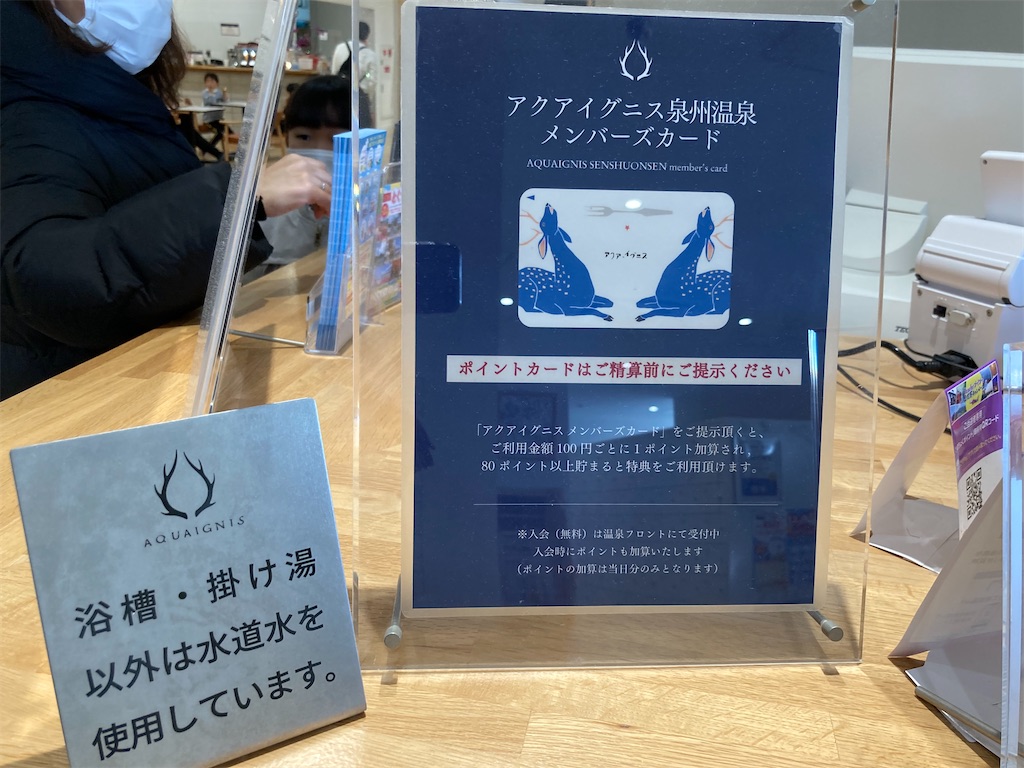 アクアイグニス泉州温泉
メンバーズカード
AQUAIGNIS SENSHUONSEN member's card
アクアイグニス
ポイントカードはご精算前にご提示ください
「アクアイグニス メンバーズカード」をご提示頂くと、
ご利用金額100円ごとに1ポイント加算され、
80ポイント以上貯まると特典をご利用頂けます。
※入会（無料）は温泉フロントにて受付中
入会時にポイントも加算いたします
（ポイントの加算は当日分のみとなります）
AQUAIGNIS
浴槽・掛け湯
以外は水道水を
使用しています。
TEC